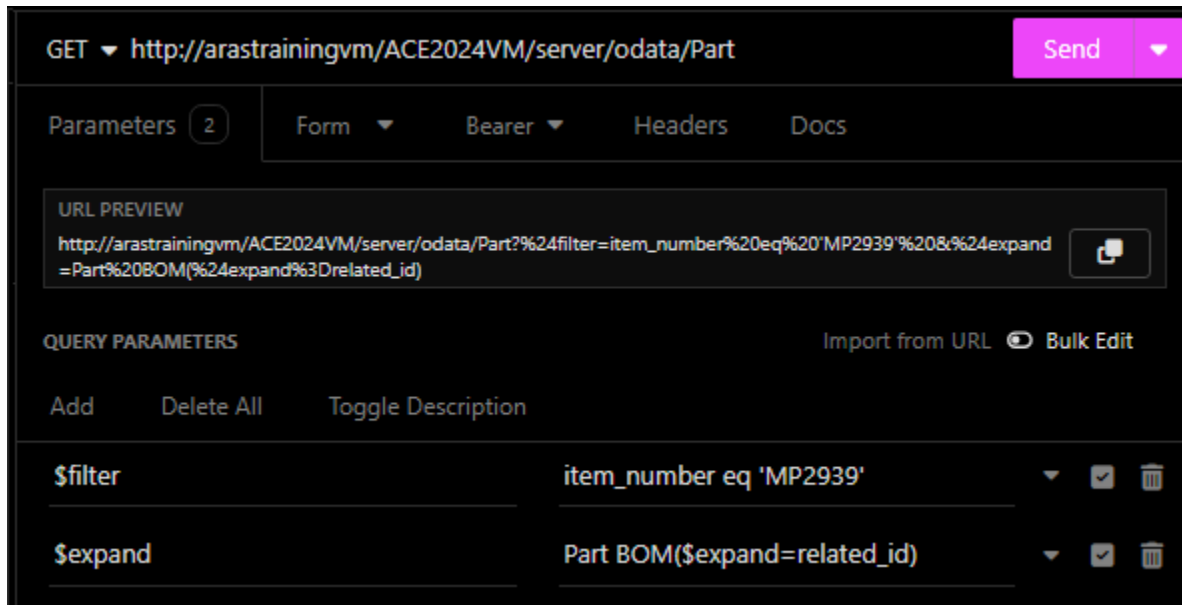 GET http://arastrainingvm/ACE2024VM/server/odata/Part Send
Parameters 2 Form Bearer Headers Docs
URL PREVIEW
http://arastrainingvm/ACE2024VM/server/odata/Part?%24filter=item_number%20eq%20'MP2939'%20&%24expand
=Part%20BOM(%24expand%3Drelated_id)
QUERY PARAMETERS Import from URL Bulk Edit
Add Delete All Toggle Description
$filter item_number eq 'MP2939'
$expand Part BOM($expand=related_id)